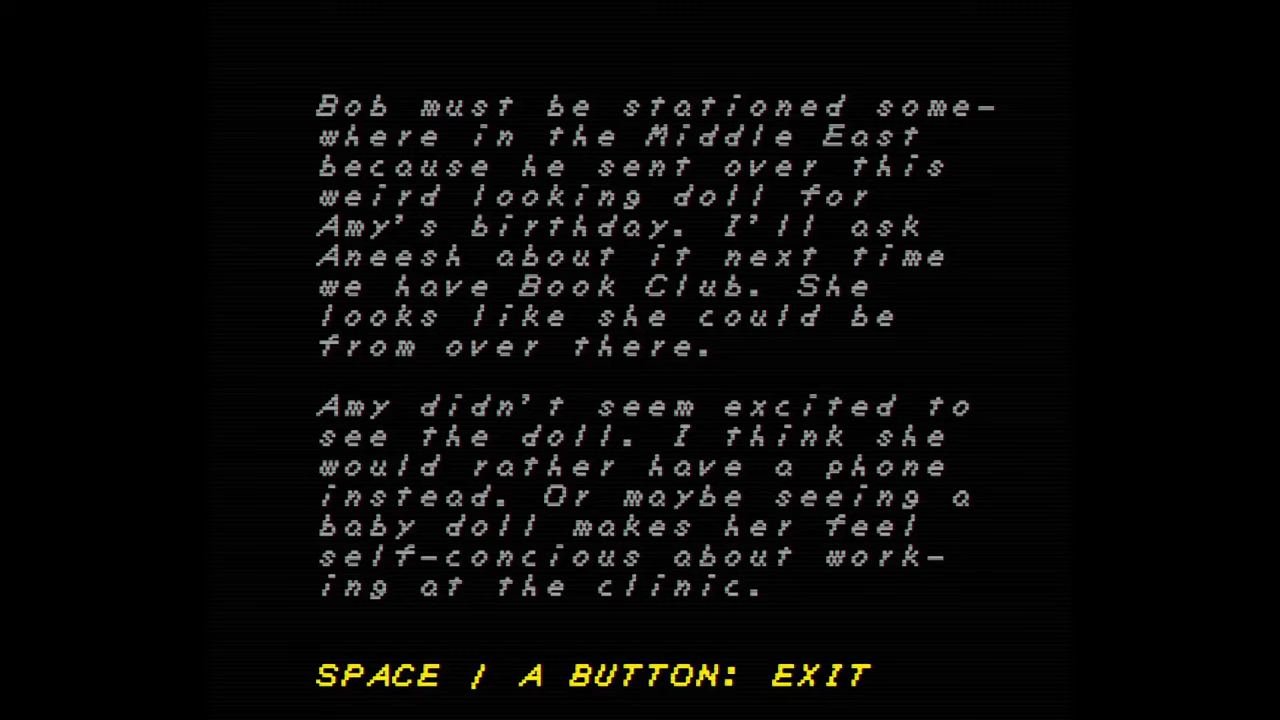 Bob must be stationed some-
where in the Middle East
because he sent over this
weird looking doll for
Amy's birthday. I'll ask
Aneesh about it next time
we have Book Club. She
looks like she could be
from over there.
Amy didn't seem excited to
see the doll. I think she
would rather have a phone
instead. Or maybe seeing a
baby doll makes her feel
self-concious about work-
ing at the clinic.
SPACE / A BUTTON: EXIT